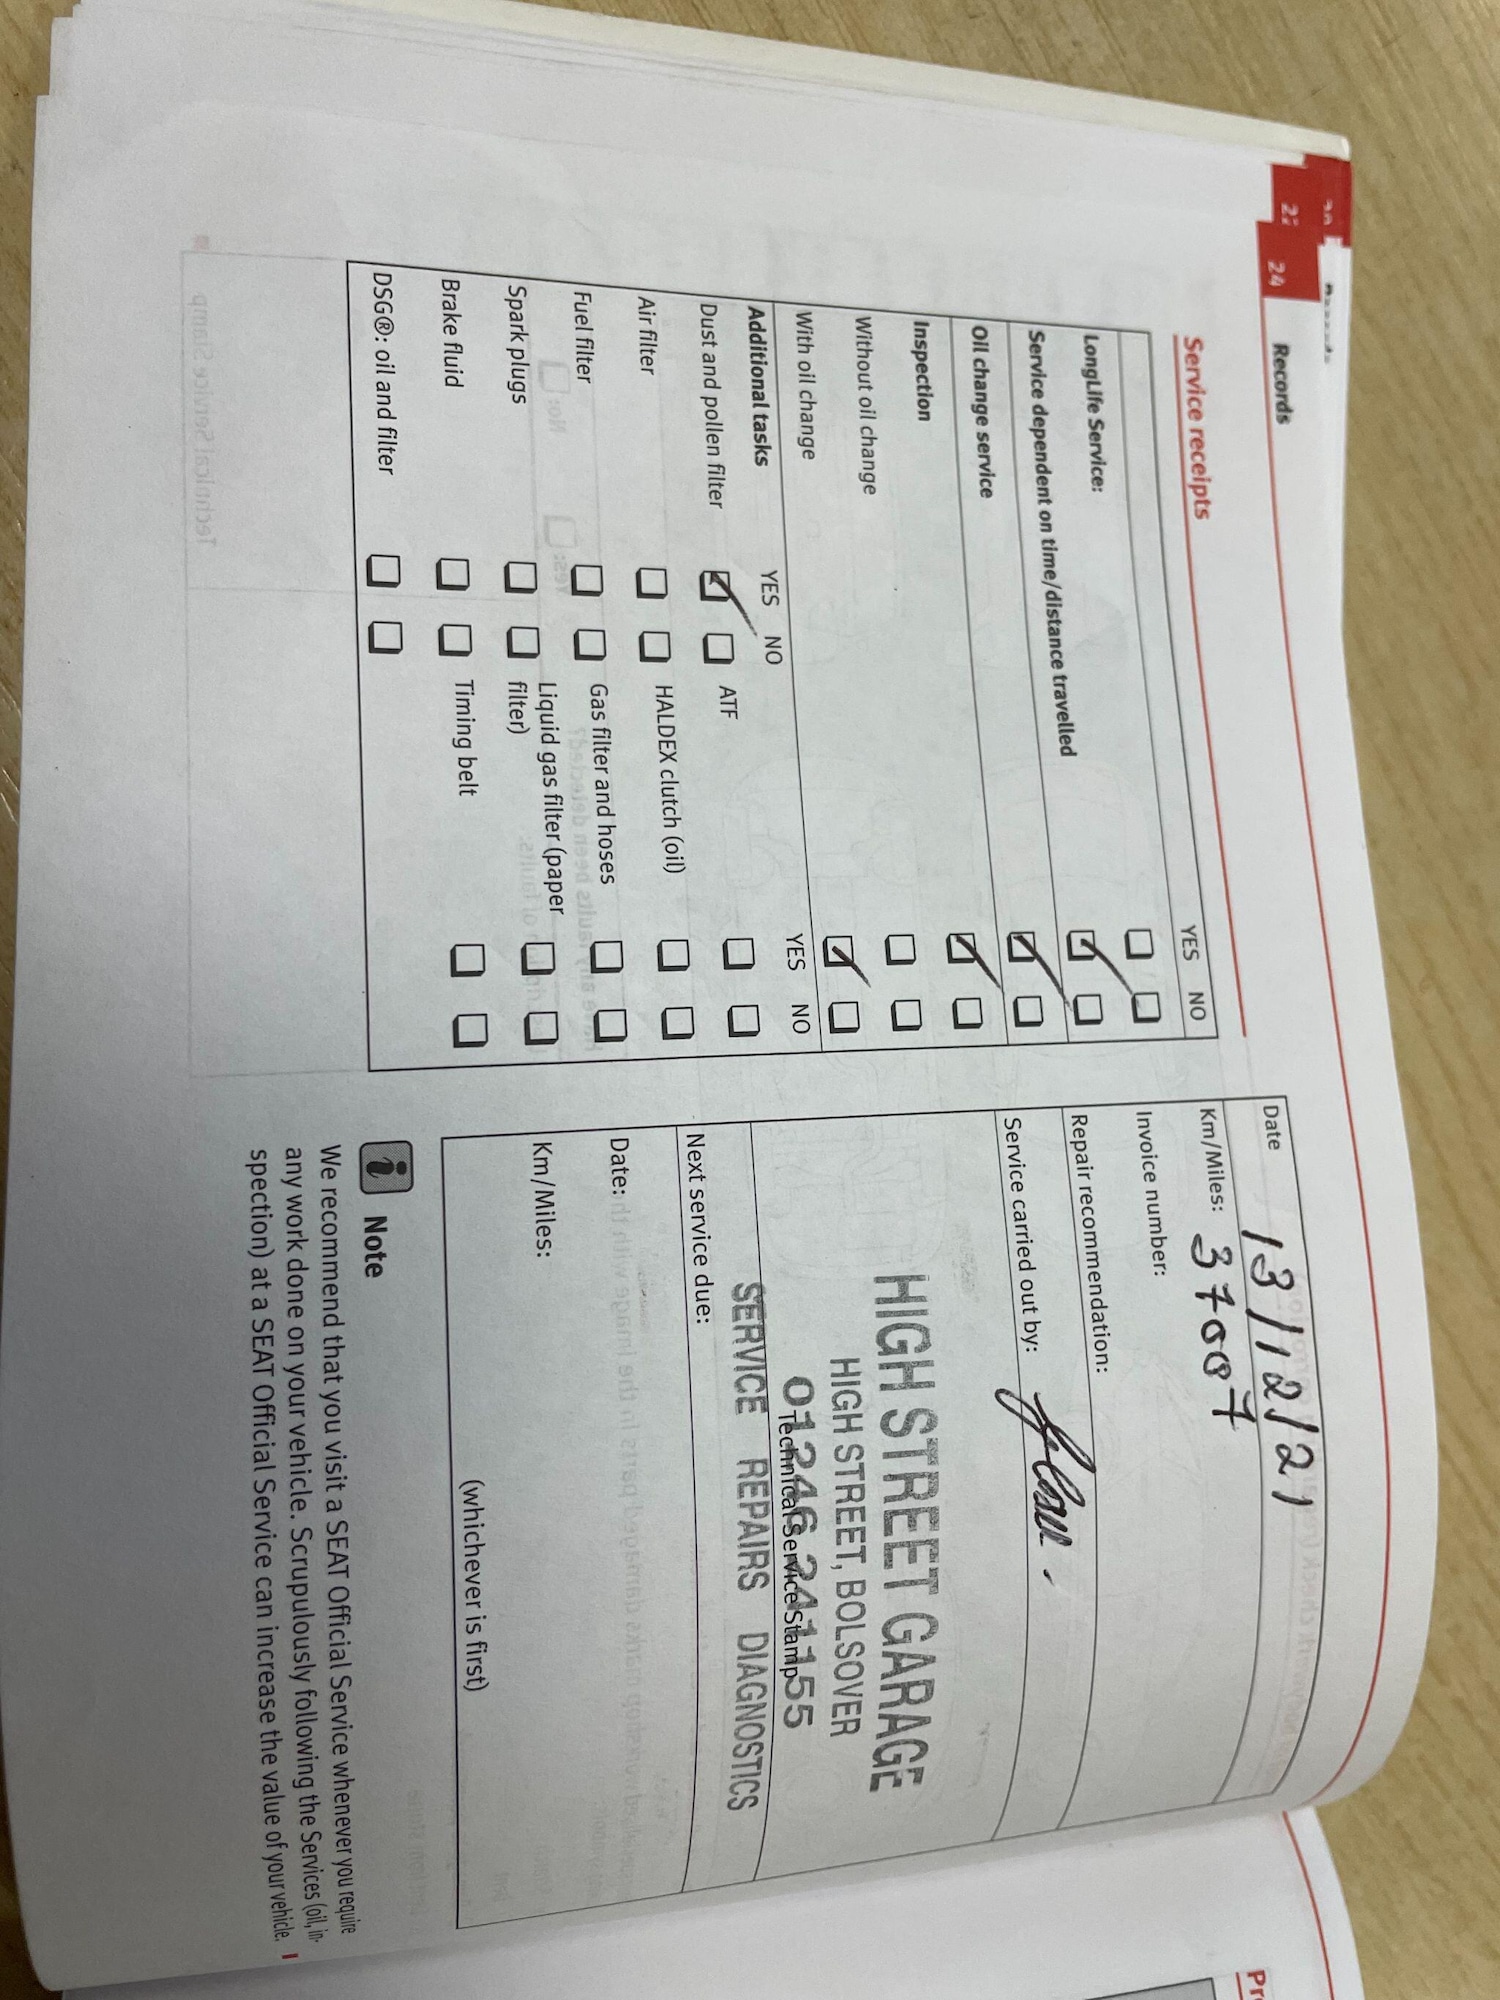 24 Records
Service receipts
YES NO
LongLife Service:
Service dependent on time/distance travelled
Oil change service
Inspection
Without oil change
With oil change
Additional tasks YES NO YES NO
Dust and pollen filter ATF
Air filter HALDEX clutch (oil)
Fuel filter Gas filter and hoses
Spark plugs Liquid gas filter (paper
filter)
Brake fluid Timing belt
DSG®: oil and filter
Date 13/12/21
Km/Miles: 37007
Invoice number:
Repair recommendation:
Service carried out by:
HIGH STREET GARAGE
HIGH STREET, BOLSOVER
01246 241155
Technical Service Stamp
SERVICE REPAIRS DIAGNOSTICS
Next service due:
Date:
Km/Miles:
(whichever is first)
i Note
We recommend that you visit a SEAT Official Service whenever you require
any work done on your vehicle. Scrupulously following the Services (oil, in-
spection) at a SEAT Official Service can increase the value of your vehicle.